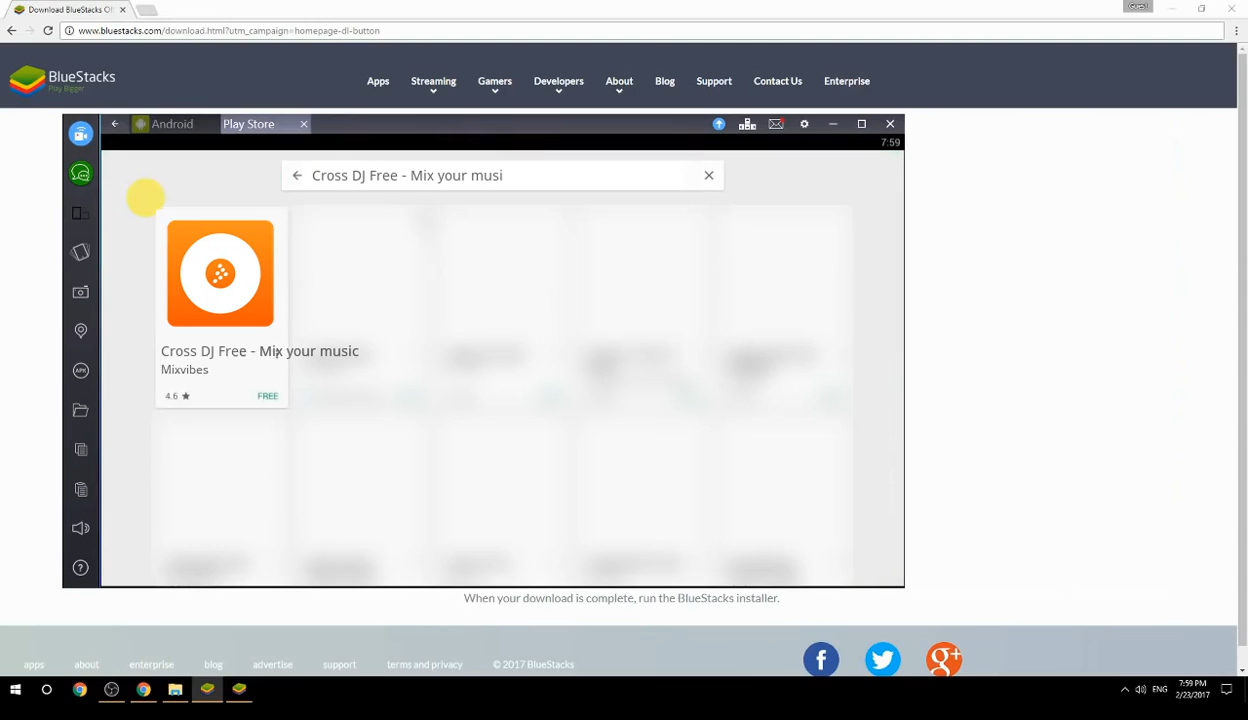 Download BlueStacks Of
Guest
www.bluestacks.com/download.html?utm_campaign=homepage-dl-button
BlueStacks
Play Bigger
Apps Streaming Gamers Developers About Blog Support Contact Us Enterprise
Android Play Store
7:59
Cross DJ Free - Mix your musi
Cross DJ Free - Mix your music
Mixvibes
4.6 ★ FREE
APK
When your download is complete, run the BlueStacks installer.
apps about enterprise blog advertise support terms and privacy © 2017 BlueStacks
ENG
7:59 PM
2/23/2017